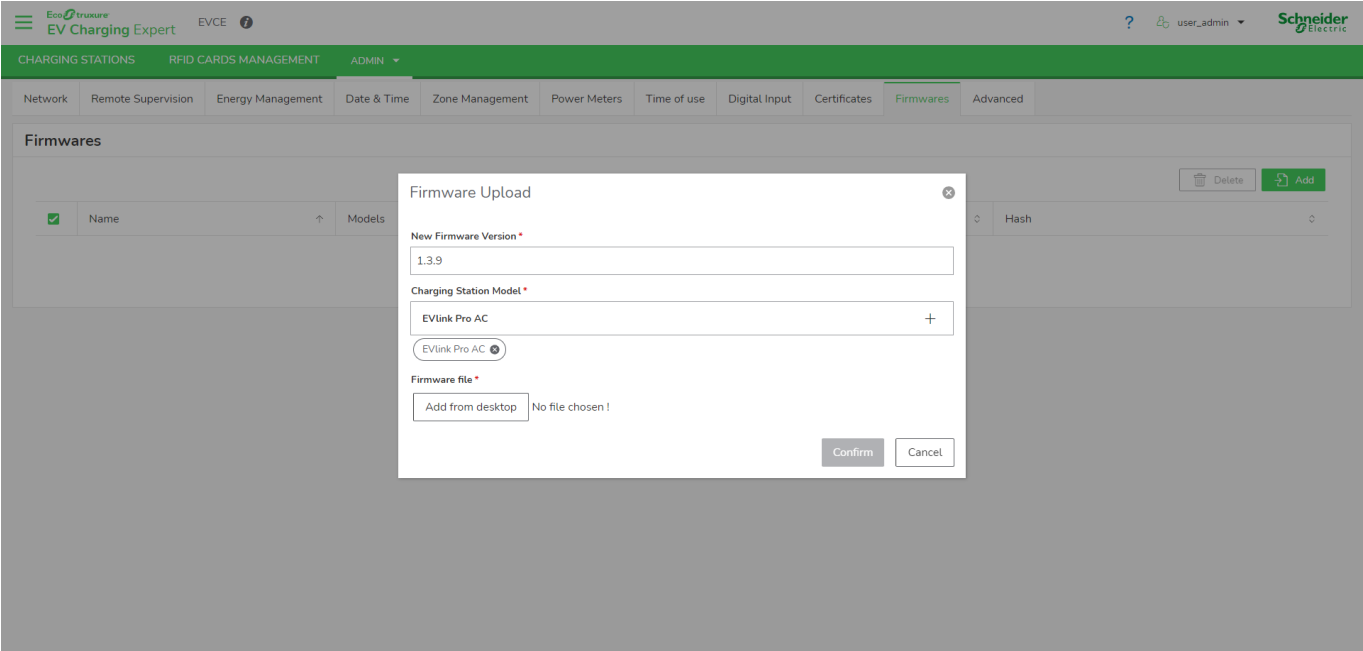 EcoStruxure
EV Charging Expert
EVCE
? user_admin
Schneider
Electric
CHARGING STATIONS RFID CARDS MANAGEMENT ADMIN
Network Remote Supervision Energy Management Date & Time Zone Management Power Meters Time of use Digital Input Certificates Firmwares Advanced
Firmwares
Delete Add
Name Models Hash
Firmware Upload
New Firmware Version *
1.3.9
Charging Station Model *
EVlink Pro AC
EVlink Pro AC
Firmware file *
Add from desktop No file chosen !
Confirm Cancel